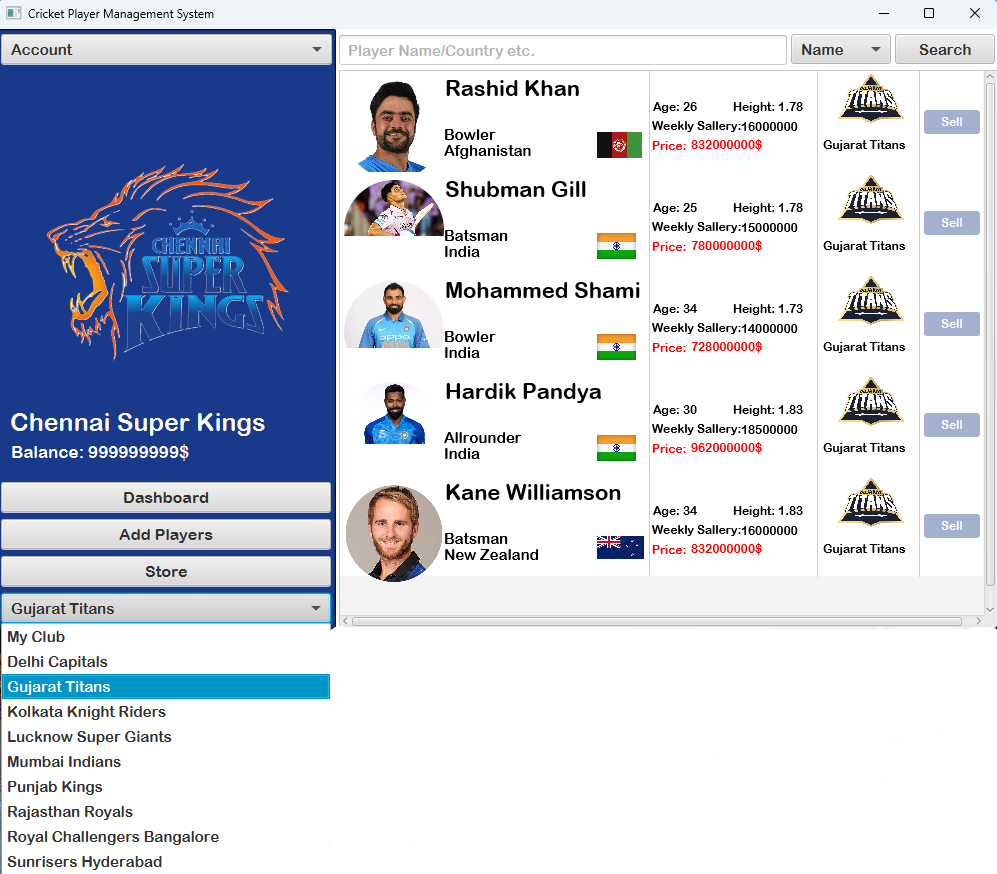 Cricket Player Management System
Account
Player Name/Country etc.
Name
Search
CHENNAI
SUPER
KINGS
Chennai Super Kings
Balance: 999999999$
Dashboard
Add Players
Store
Gujarat Titans
My Club
Delhi Capitals
Gujarat Titans
Kolkata Knight Riders
Lucknow Super Giants
Mumbai Indians
Punjab Kings
Rajasthan Royals
Royal Challengers Bangalore
Sunrisers Hyderabad
Rashid Khan
Bowler
Afghanistan
Age: 26 Height: 1.78
Weekly Sallery:16000000
Price: 832000000$
GUJARAT
TITANS
Gujarat Titans
Sell
Shubman Gill
Batsman
India
Age: 25 Height: 1.78
Weekly Sallery:15000000
Price: 780000000$
GUJARAT
TITANS
Gujarat Titans
Sell
Mohammed Shami
oppo
Bowler
India
Age: 34 Height: 1.73
Weekly Sallery:14000000
Price: 728000000$
GUJARAT
TITANS
Gujarat Titans
Sell
Hardik Pandya
Allrounder
India
Age: 30 Height: 1.83
Weekly Sallery:18500000
Price: 962000000$
GUJARAT
TITANS
Gujarat Titans
Sell
Kane Williamson
Batsman
New Zealand
Age: 34 Height: 1.83
Weekly Sallery:16000000
Price: 832000000$
GUJARAT
TITANS
Gujarat Titans
Sell